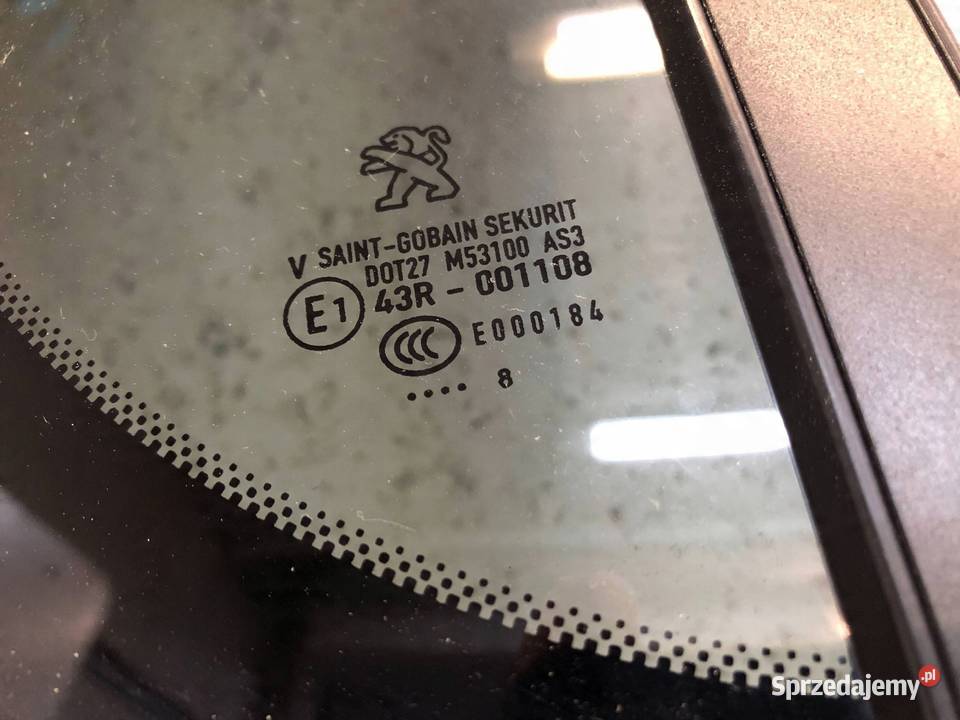 V SAINT-GOBAIN SEKURIT
DOT27 M53100 AS3
E1 43R - 001108
CCC E000184
.... 8
Sprzedajemy.pl